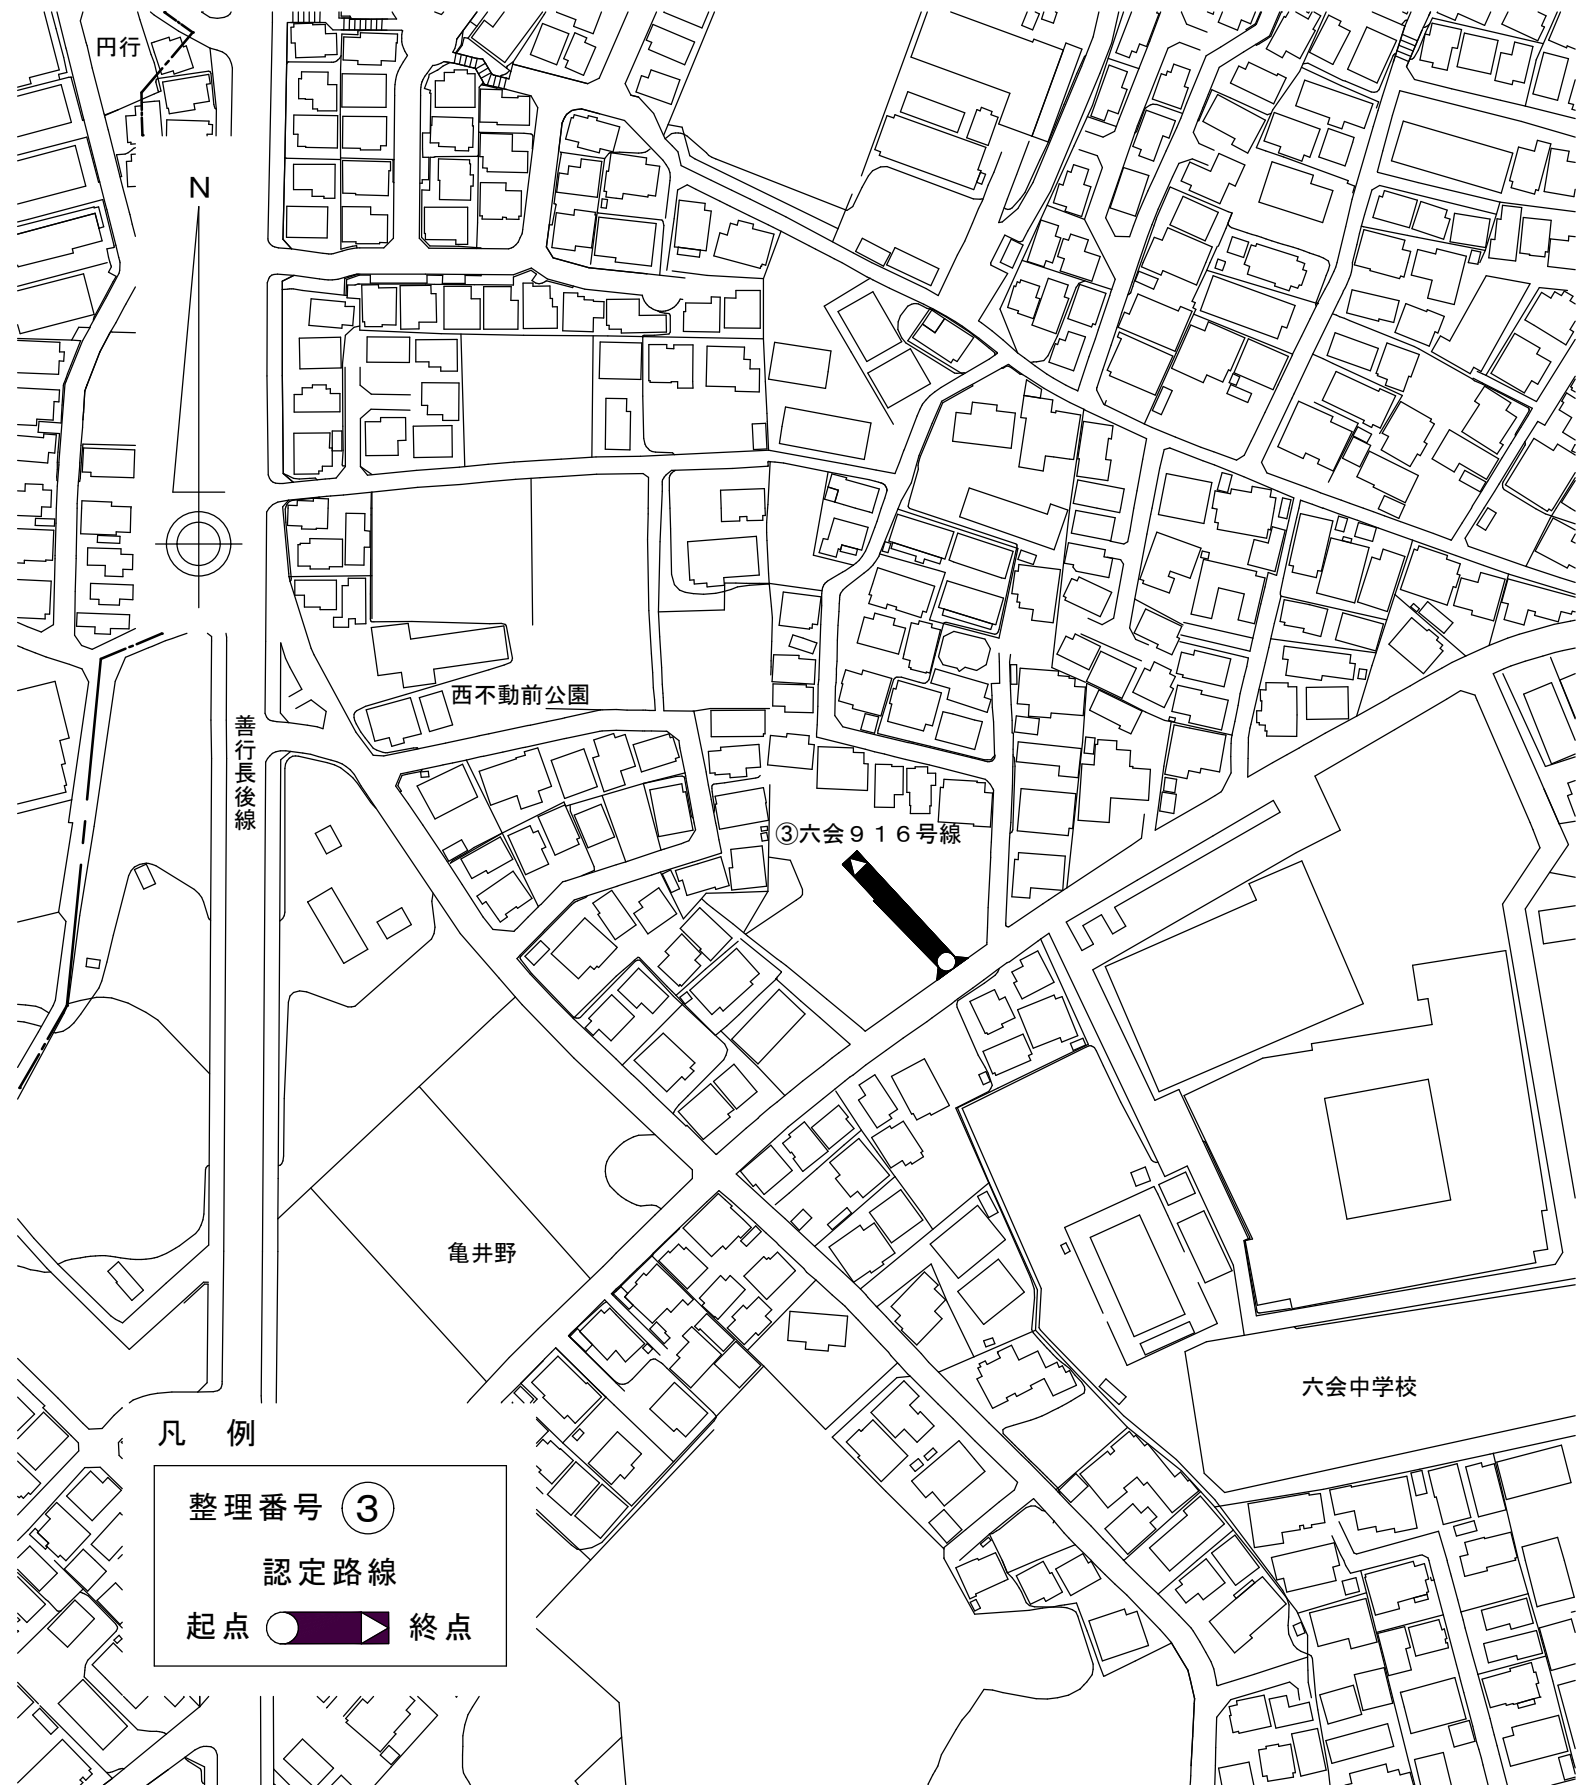 円行
N
西不動前公園
善行長後線
③六会９１６号線
亀井野
六会中学校
凡　例
整理番号 ③
認定路線
起点 終点